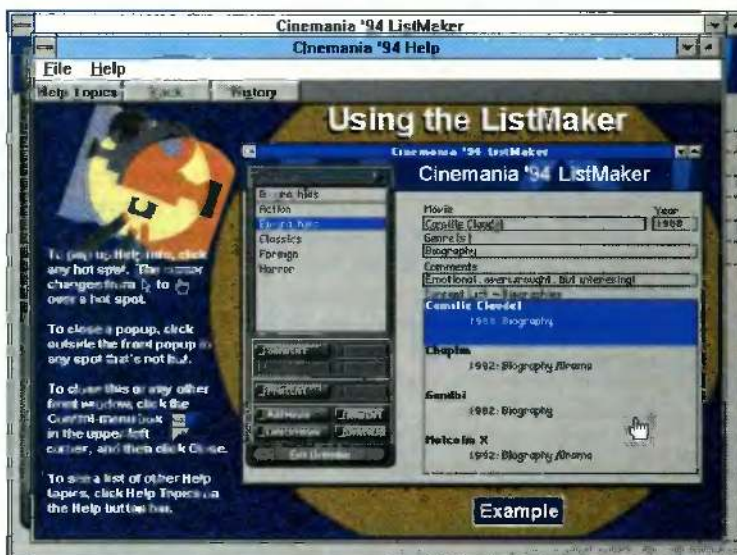 Cinemania '94 ListMaker
Cinemania '94 Help
File Help
Help Topics Back History
Using the ListMaker
Cinemania '94 ListMaker
Cinemania '94 ListMaker
Action
Classics
Foreign
Horror
Movie Year
Camille Claudel 1988
Genre(s)
Biography
Comments
Emotional, overwrought, but interesting!
Current List - Biographies
Camille Claudel
1988: Biography
Chaplin
1992: Biography/Drama
Gandhi
1982: Biography
Malcolm X
1992: Biography/Drama
To pop up Help info, click
any hot spot. The cursor
changes from to
over a hot spot.
To close a popup, click
outside the front popup in
any spot that's not hot.
To close this or any other
front window, click the
Control-menu box
in the upper left
corner, and then click Close.
To see a list of other Help
topics, click Help Topics on
the Help button bar.
Example